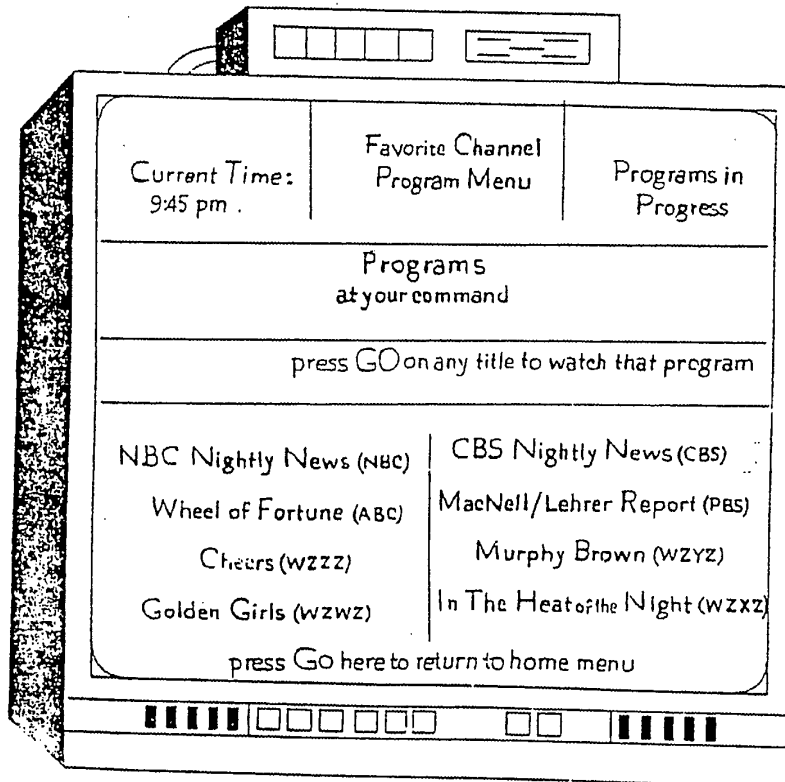 Current Time:
9:45 pm .
Favorite Channel
Program Menu
Programs in
Progress
Programs
at your command
press GO on any title to watch that program
NBC Nightly News (NBC)
Wheel of Fortune (ABC)
Cheers (WZZZ)
Golden Girls (WZWZ)
CBS Nightly News (CBS)
MacNell/Lehrer Report (PBS)
Murphy Brown (WZYZ)
In The Heat of the Night (WZXZ)
press Go here to return to home menu